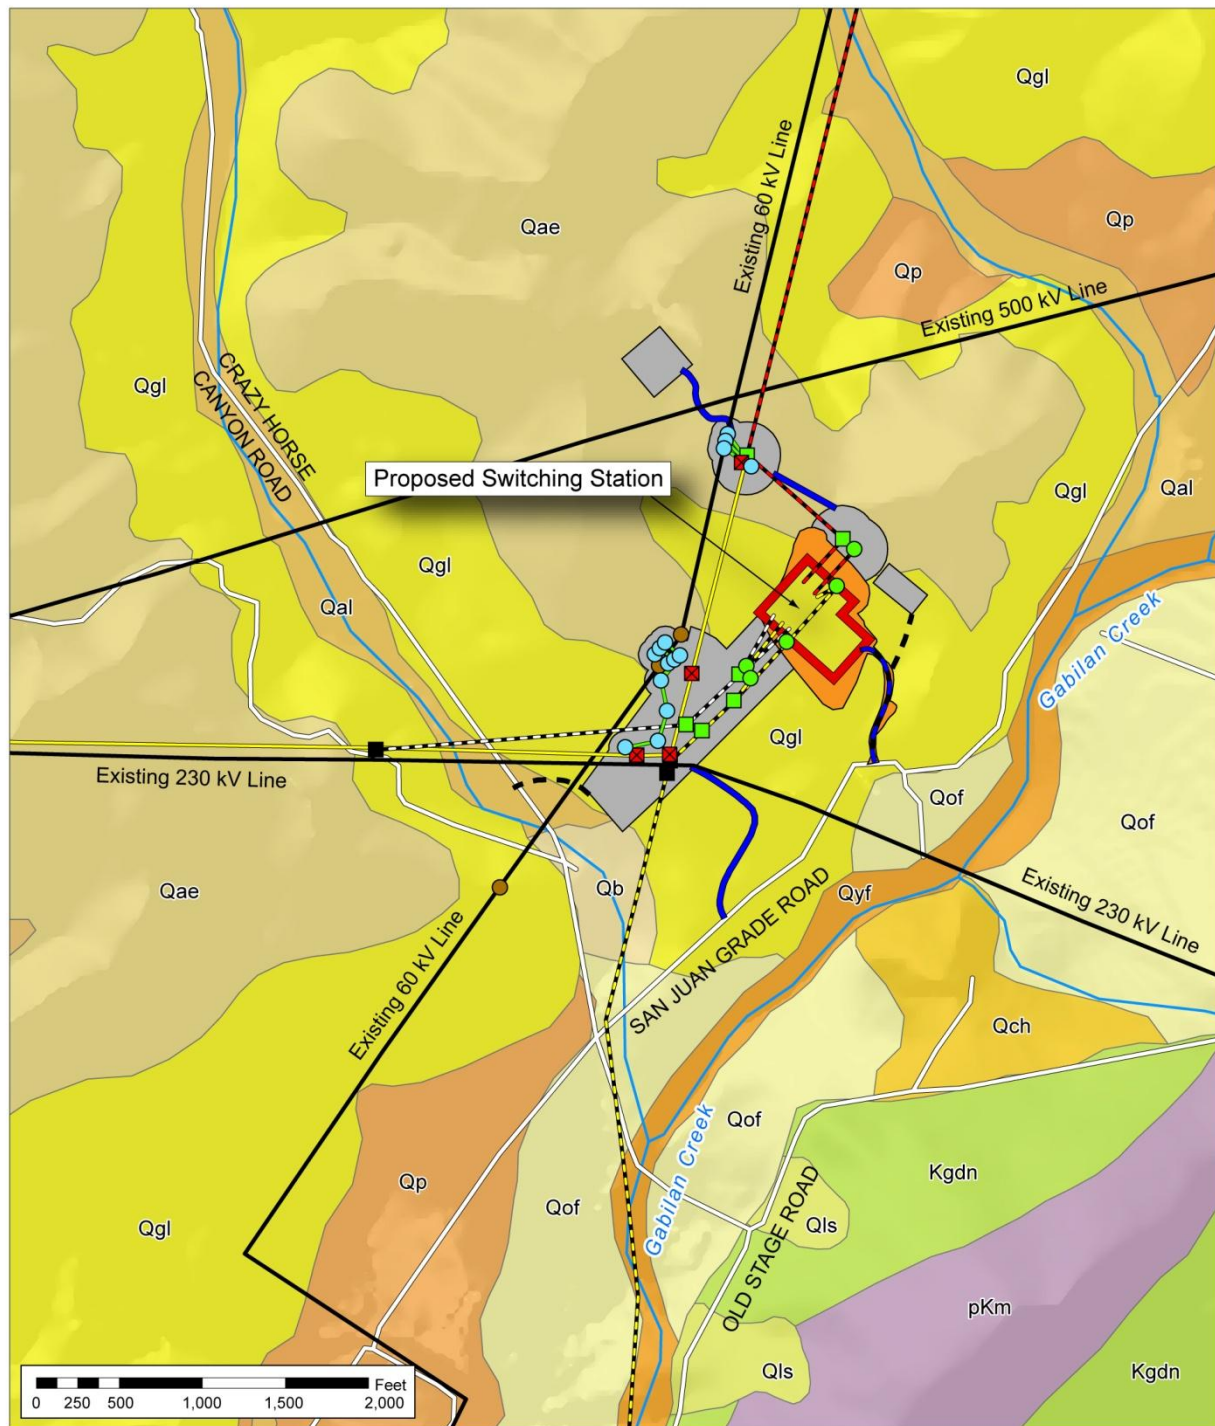 Qgl
Existing 60 kV Line
Qae
Qp
Qp
Existing 500 kV Line
Qgl
CRAZY HORSE
CANYON ROAD
Proposed Switching Station
Qgl
Qal
Qgl
Qal
Gabilan Creek
Qgl
Existing 230 kV Line
Qof
Qof
Qae
Qb
Qyf
Existing 230 kV Line
SAN JUAN GRADE ROAD
Existing 60 kV Line
Qch
Qof
Kgdn
Qp
Qof
Gabilan Creek
Qls
Qgl
OLD STAGE ROAD
pKm
Qls
Kgdn
Feet
0 250 500 1,000 1,500 2,000